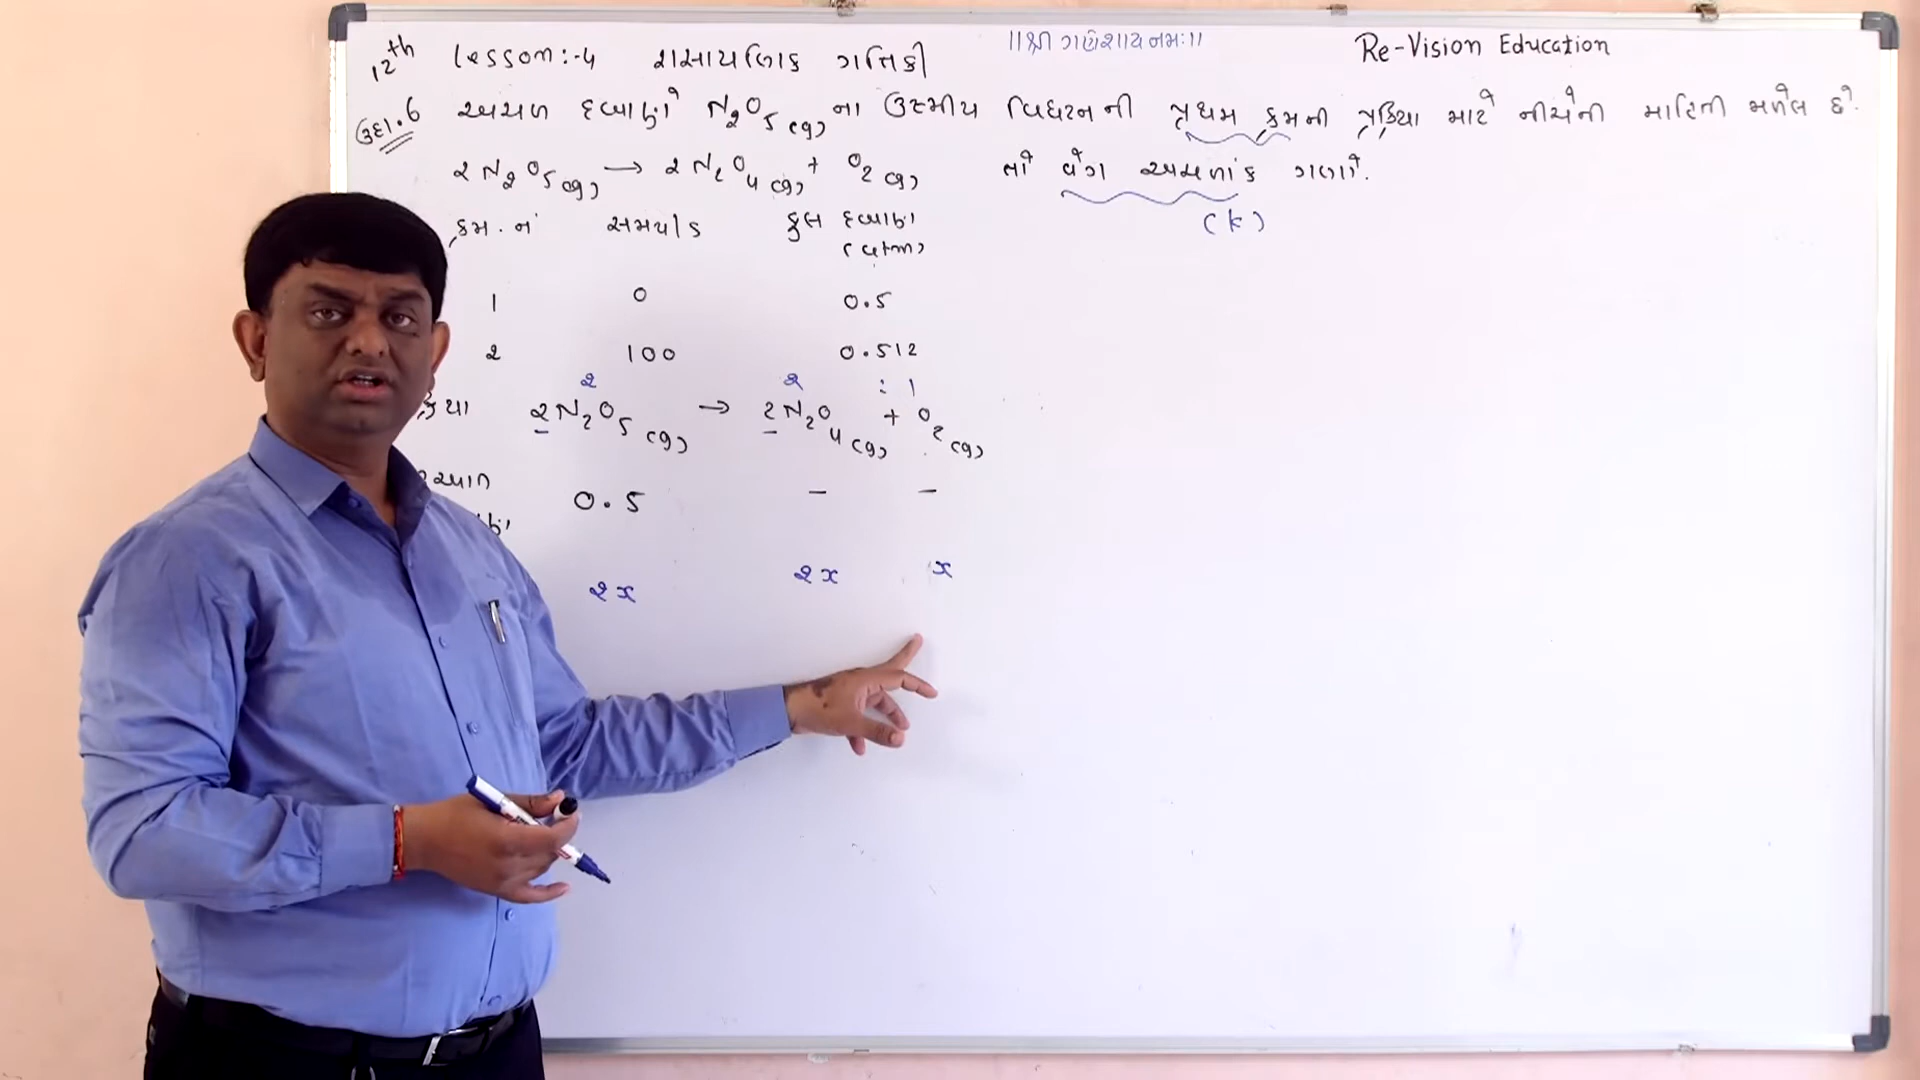 12th Lesson:-4 રાસાયણિક ગતિકી
॥શ્રી ગણેશાય નમઃ॥
Re-Vision Education
ઉદા.6 અચળ દબાણે N2O5(g) ના ઉષ્મીય વિઘટનની પ્રથમ ક્રમની પ્રક્રિયા માટે નીચેની માહિતી મળેલ છે.
2N2O5(g) → 2N2O4(g) + O2(g) તો વેગ અચળાંક ગણો.
(k)
ક્રમ.નં સમય/s કુલ દબાણ
(atm)
1 0 0.5
2 100 0.512
2 2 : 1
2N2O5(g) → 2N2O4(g) + O2(g)
0.5 – –
2x 2x x